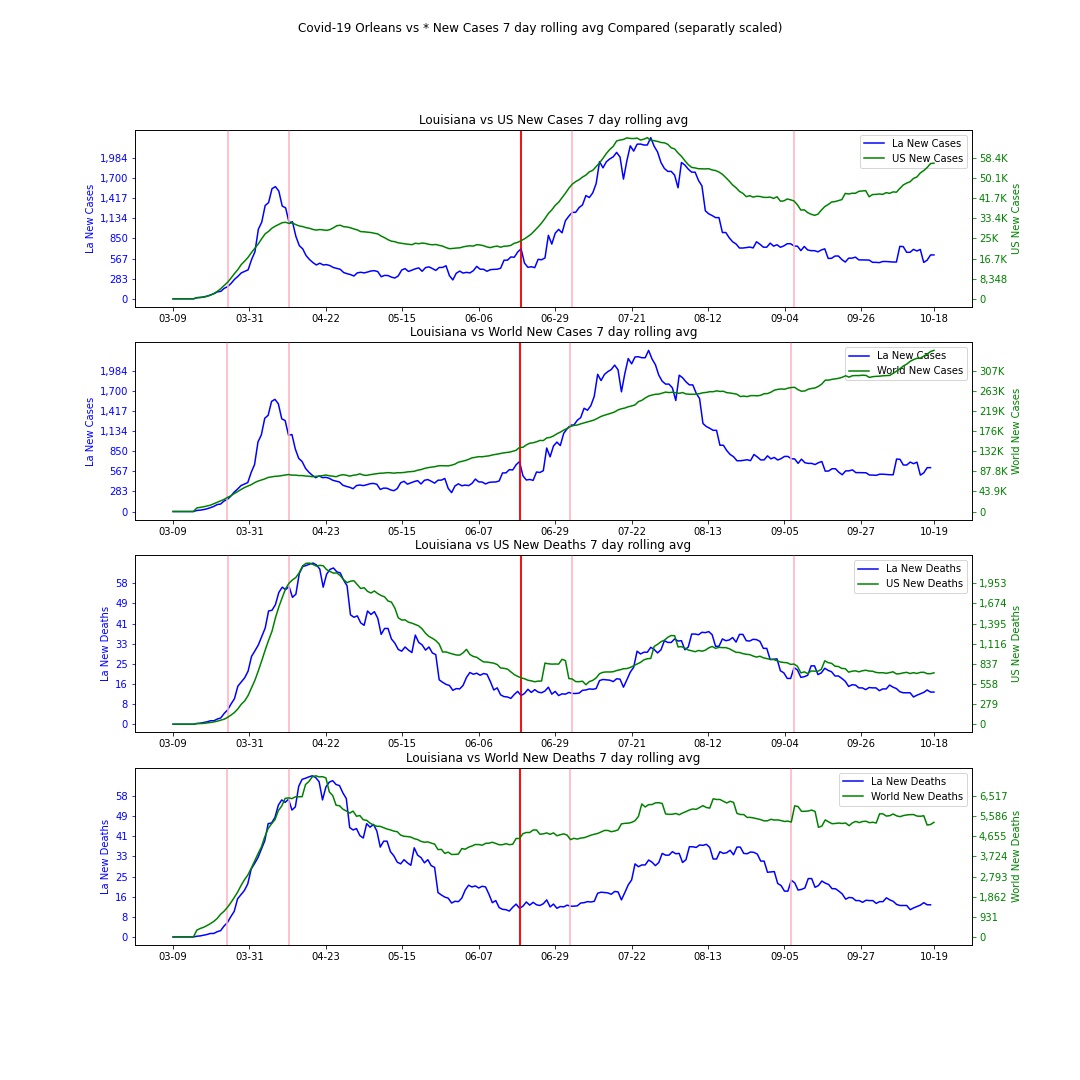 Covid-19 Orleans vs * New Cases 7 day rolling avg Compared (separatly scaled)
Louisiana vs US New Cases 7 day rolling avg
La New Cases
US New Cases
1,984
1,700
1,417
1,134
850
567
283
0
La New Cases
58.4K
50.1K
41.7K
33.4K
25K
16.7K
8,348
0
US New Cases
03-09 03-31 04-22 05-15 06-06 06-29 07-21 08-12 09-04 09-26 10-18
Louisiana vs World New Cases 7 day rolling avg
La New Cases
World New Cases
1,984
1,700
1,417
1,134
850
567
283
0
La New Cases
307K
263K
219K
176K
132K
87.8K
43.9K
0
World New Cases
03-09 03-31 04-23 05-15 06-07 06-29 07-22 08-13 09-05 09-27 10-19
Louisiana vs US New Deaths 7 day rolling avg
La New Deaths
US New Deaths
58
49
41
33
25
16
8
0
La New Deaths
1,953
1,674
1,395
1,116
837
558
279
0
US New Deaths
03-09 03-31 04-22 05-15 06-06 06-29 07-21 08-12 09-04 09-26 10-18
Louisiana vs World New Deaths 7 day rolling avg
La New Deaths
World New Deaths
58
49
41
33
25
16
8
0
La New Deaths
6,517
5,586
4,655
3,724
2,793
1,862
931
0
World New Deaths
03-09 03-31 04-23 05-15 06-07 06-29 07-22 08-13 09-05 09-27 10-19